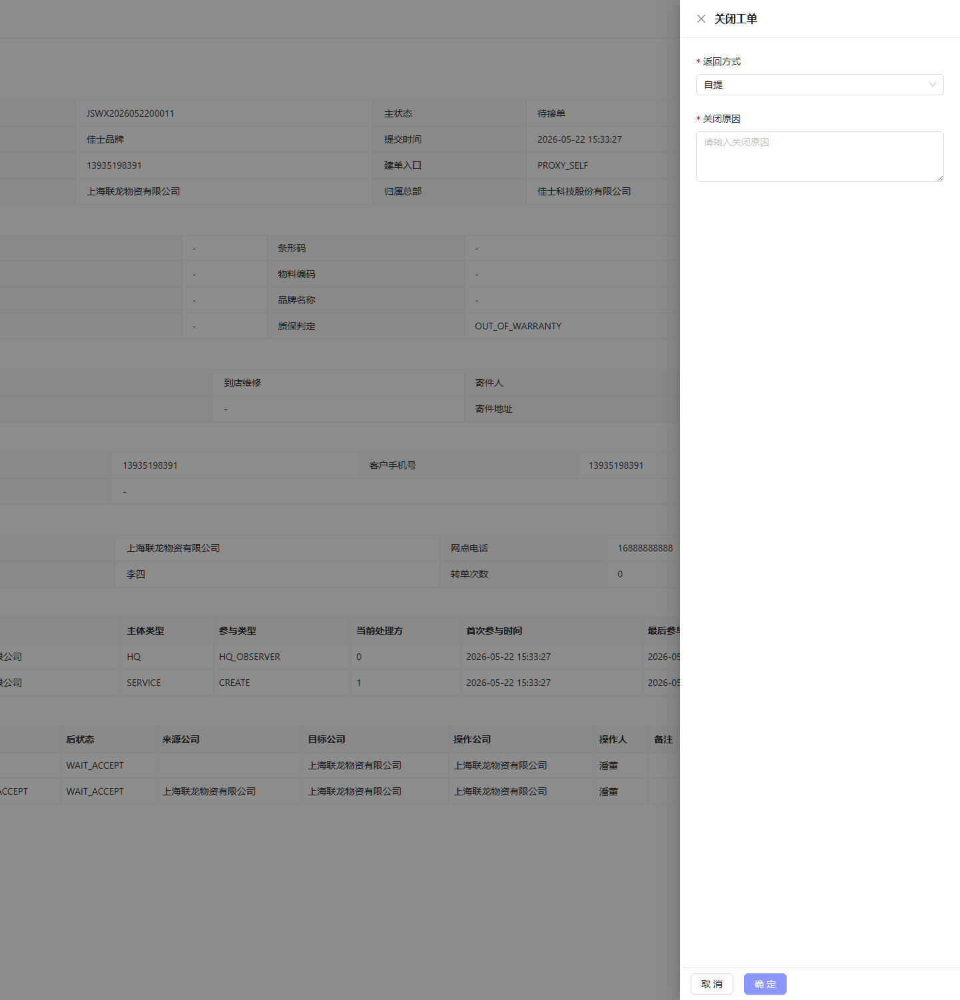 关闭工单
* 返回方式
自提
* 关闭原因
请输入关闭原因
JSWX2026052200011 主状态 待接单
佳士品牌 提交时间 2026-05-22 15:33:27
13935198391 建单入口 PROXY_SELF
上海联龙物资有限公司 归属总部 佳士科技股份有限公司
- 条形码 -
- 物料编码 -
- 品牌名称 -
- 质保判定 OUT_OF_WARRANTY
到店维修 寄件人
- 寄件地址
13935198391 客户手机号 13935198391
-
上海联龙物资有限公司 网点电话 16888888888
李四 转单次数 0
主体类型 参与类型 当前处理方 首次参与时间 最后参与
限公司 HQ HQ_OBSERVER 0 2026-05-22 15:33:27 2026-05
限公司 SERVICE CREATE 1 2026-05-22 15:33:27 2026-05
后状态 来源公司 目标公司 操作公司 操作人 备注
WAIT_ACCEPT 上海联龙物资有限公司 上海联龙物资有限公司 潘董
ACCEPT WAIT_ACCEPT 上海联龙物资有限公司 上海联龙物资有限公司 上海联龙物资有限公司 潘董
取 消 确 定